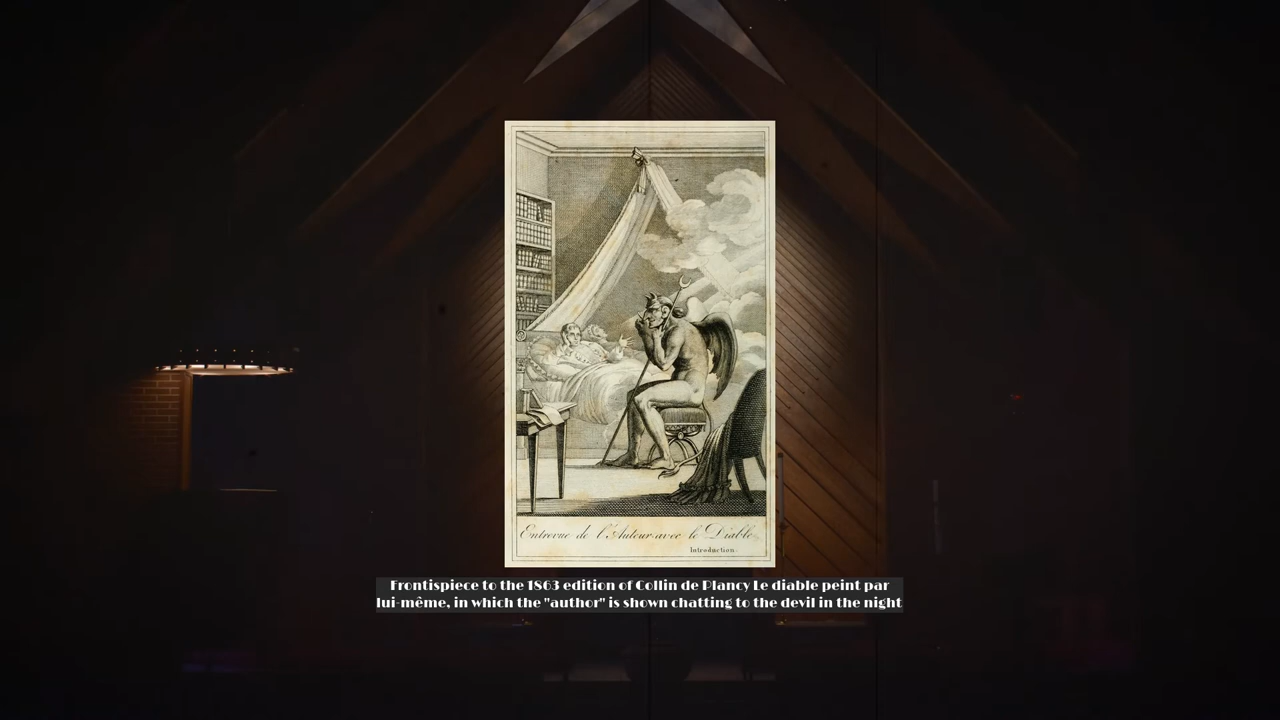 Entrevue de l'Auteur avec le Diable.
Introduction.
Frontispiece to the 1863 edition of Collin de Plancy Le diable peint par
lui-même, in which the "author" is shown chatting to the devil in the night